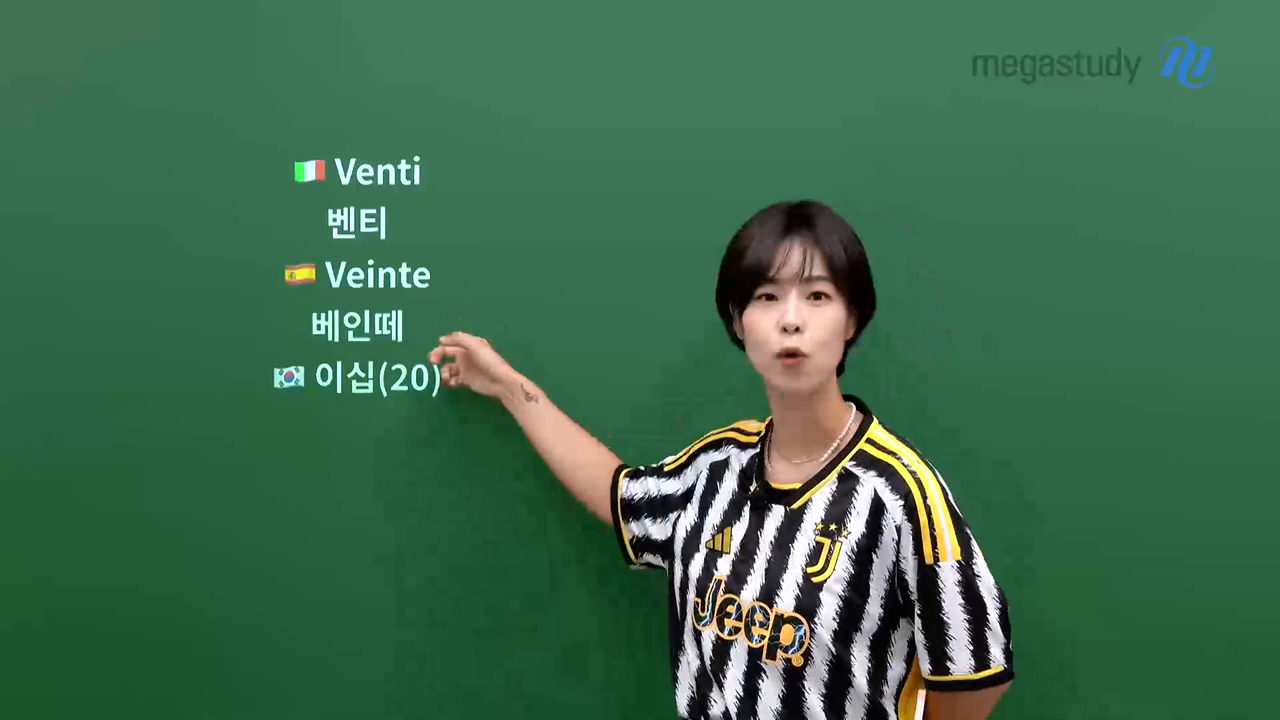 megastudy
🇮🇹 Venti
벤티
🇪🇸 Veinte
베인떼
🇰🇷 이십(20)
Jeep